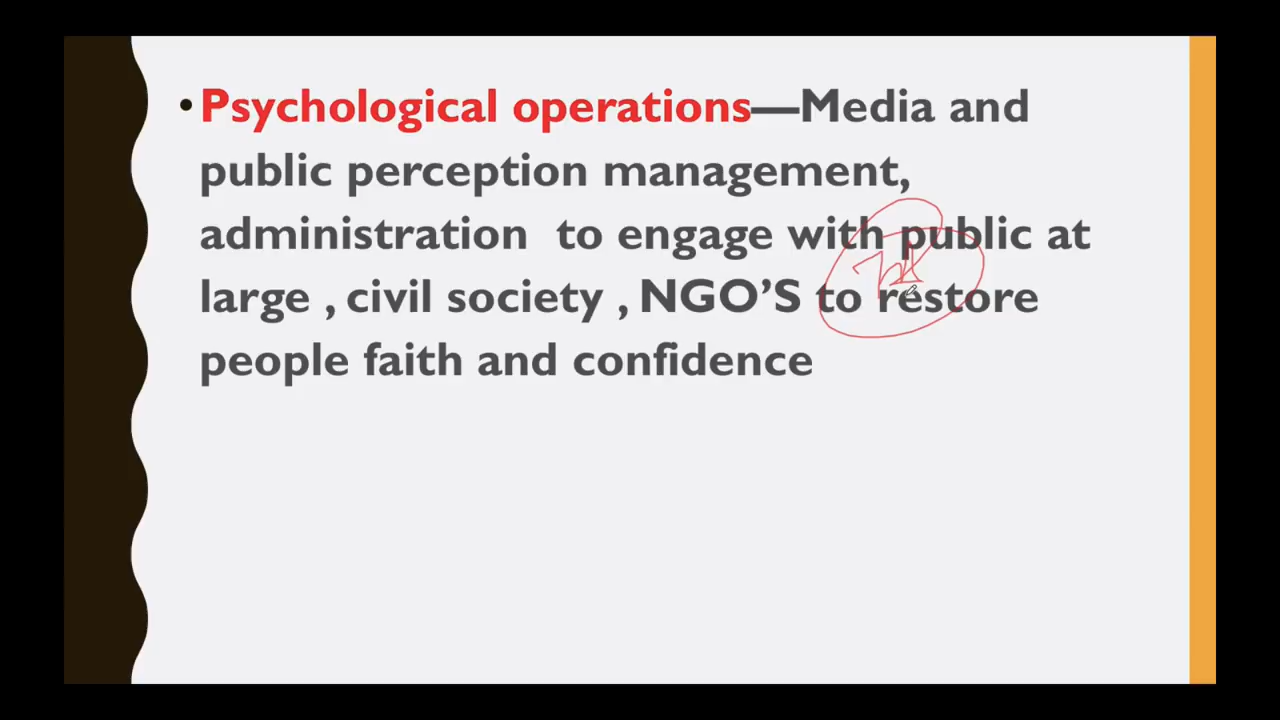 •Psychological operations—Media and
public perception management,
administration to engage with public at
large , civil society , NGO’S to restore
people faith and confidence